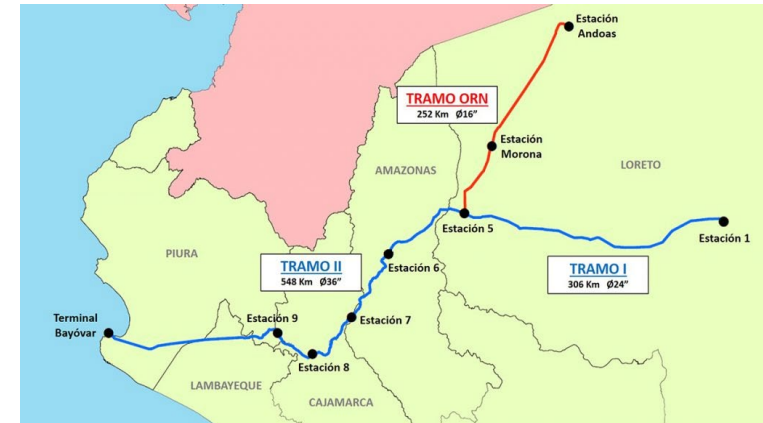 Estación
Andoas
TRAMO ORN
252 Km Ø16”
Estación
Morona
LORETO
AMAZONAS
Estación 5
Estación 1
PIURA
TRAMO II
548 Km Ø36”
Estación 6
TRAMO I
306 Km Ø24”
Terminal
Bayóvar
Estación 9
Estación 7
Estación 8
LAMBAYEQUE
CAJAMARCA